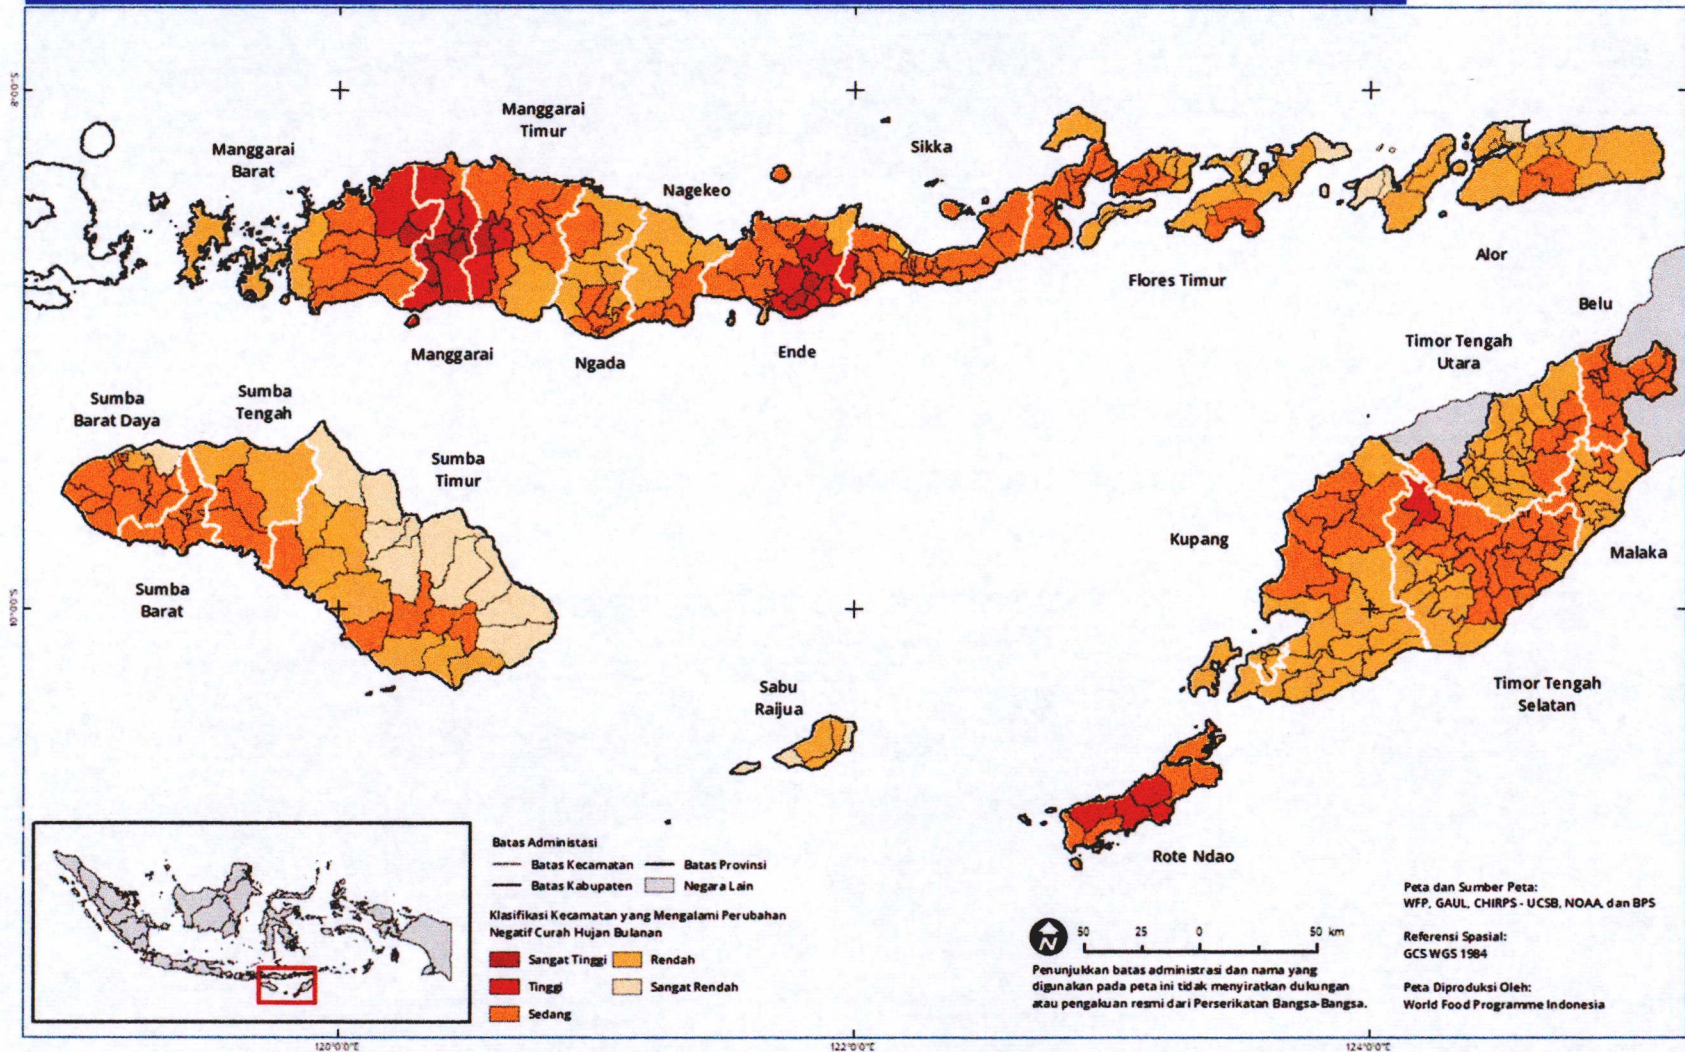 Manggarai
Timur
Manggarai
Barat
Sikka
Nagekeo
Alor
Flores Timur
Belu
Timor Tengah
Utara
Manggarai
Ngada
Ende
Sumba
Barat Daya
Sumba
Tengah
Sumba
Timur
Kupang
Malaka
Sumba
Barat
Timor Tengah
Selatan
Sabu
Raijua
Rote Ndao
Batas Administasi
Batas Kecamatan
Batas Provinsi
Batas Kabupaten
Negara Lain
Klasifikasi Kecamatan yang Mengalami Perubahan
Negatif Curah Hujan Bulanan
Sangat Tinggi
Rendah
Tinggi
Sangat Rendah
Sedang
N
50 25 0 50 km
Penunjukkan batas administrasi dan nama yang
digunakan pada peta ini tidak menyiratkan dukungan
atau pengakuan resmi dari Perserikatan Bangsa-Bangsa.
Peta dan Sumber Peta:
WFP, GAUL, CHIRPS - UCSB, NOAA, dan BPS
Referensi Spasial:
GCS WGS 1984
Peta Diproduksi Oleh:
World Food Programme Indonesia
120°0'0"E
122°0'0"E
124°0'0"E